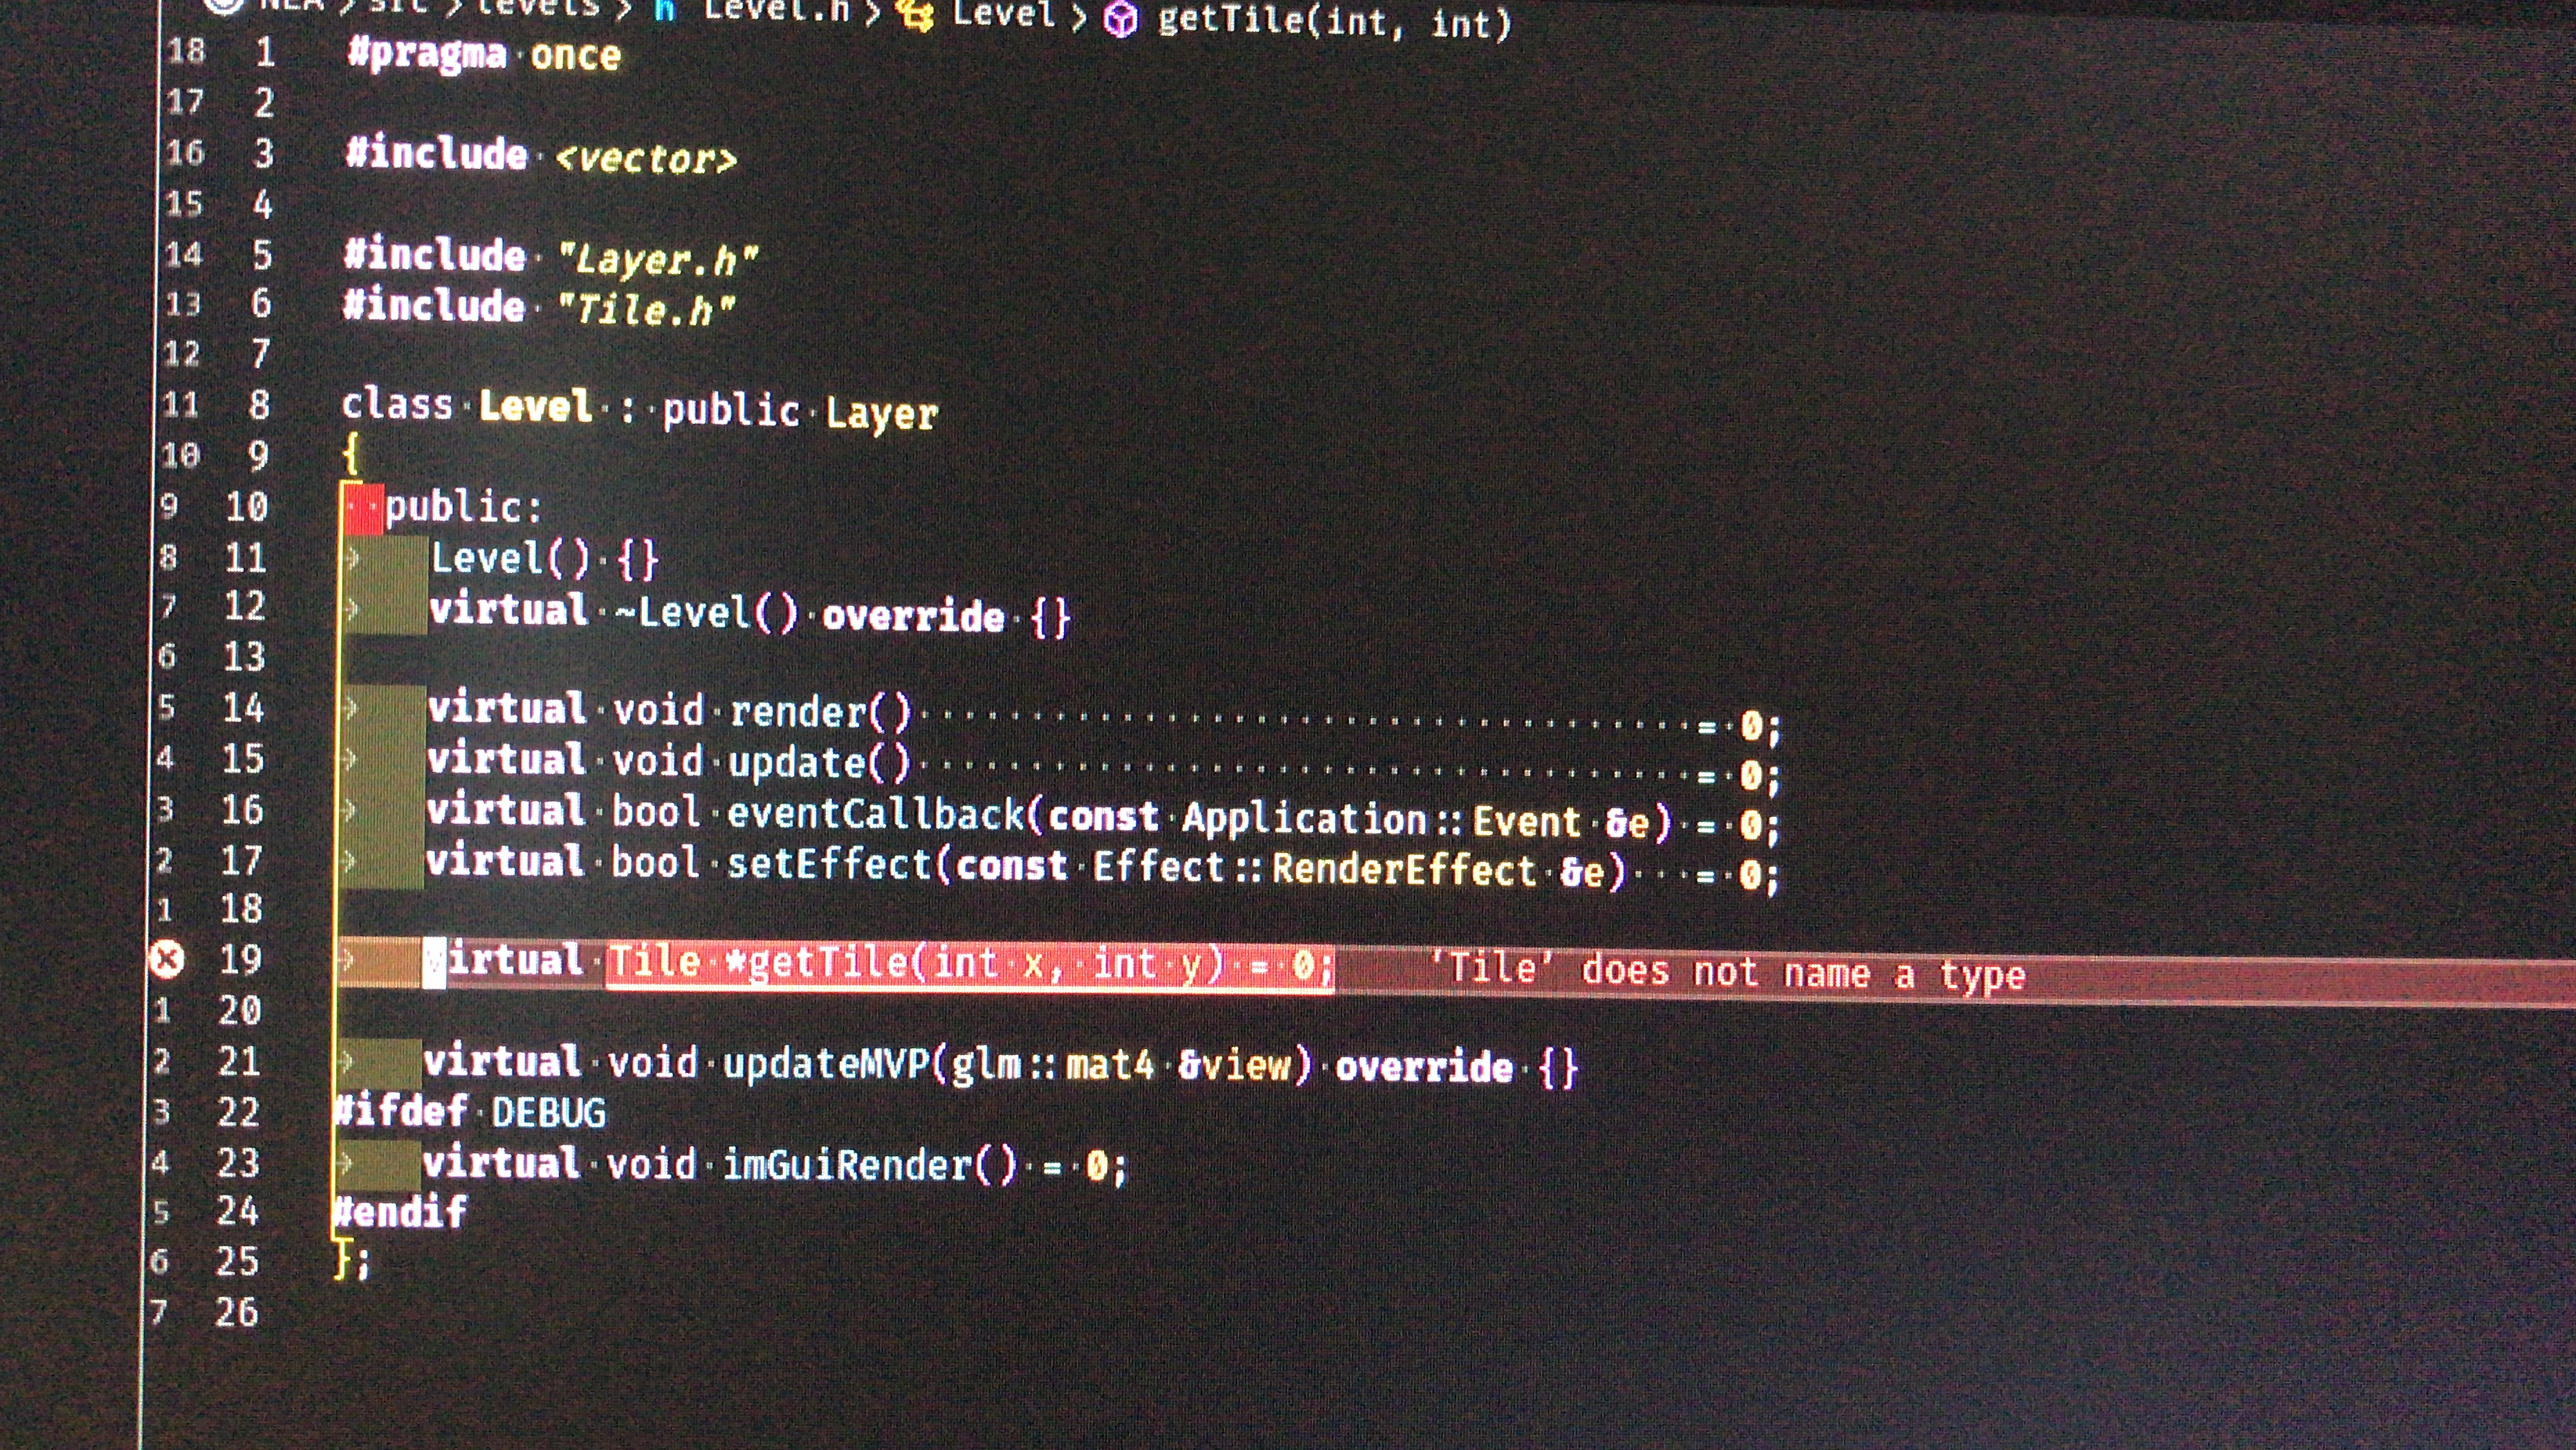 NEA > src > levels > h Level.h > Level > getTile(int, int)
18 1 #pragma once
17 2
16 3 #include <vector>
15 4
14 5 #include "Layer.h"
13 6 #include "Tile.h"
12 7
11 8 class Level : public Layer
10 9 {
9 10 public:
8 11 Level() {}
7 12 virtual ~Level() override {}
6 13
5 14 virtual void render() = 0;
4 15 virtual void update() = 0;
3 16 virtual bool eventCallback(const Application::Event &e) = 0;
2 17 virtual bool setEffect(const Effect::RenderEffect &e) = 0;
1 18
19 virtual Tile *getTile(int x, int y) = 0; 'Tile' does not name a type
1 20
2 21 virtual void updateMVP(glm::mat4 &view) override {}
3 22 #ifdef DEBUG
4 23 virtual void imGuiRender() = 0;
5 24 #endif
6 25 };
7 26